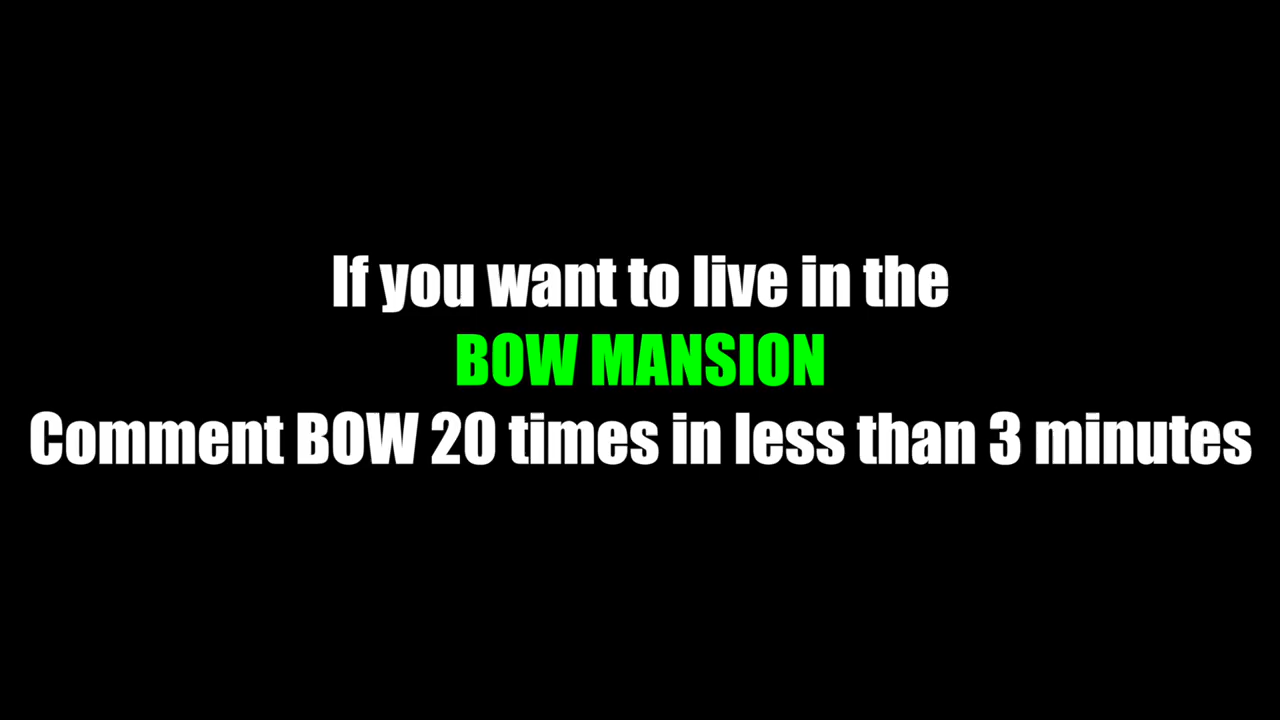 If you want to live in the
BOW MANSION
Comment BOW 20 times in less than 3 minutes